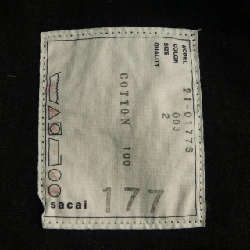 MODEL 21-0177S
COLOR 003
SIZE 2
QUALITY
COTTON 100
sacai 177